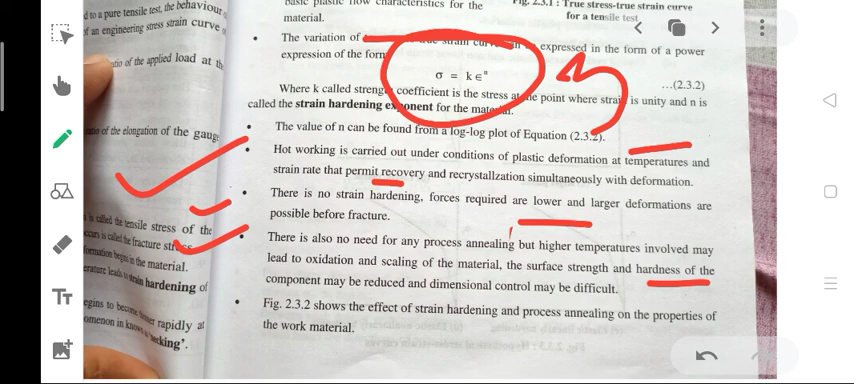 d to a pure tensile test, the behaviour
of an engineering stress strain curve
of the applied load at the
ratio of the elongation of the gauge
is called the tensile stress of the
occurs is called the fracture
formation begins in the material.
erature leads to strain hardening of
egins to become rapidly at
omenon in known as 'necking'.
basic plastic flow characteristics for the
material.
Fig. 2.3.1 : True stress-true strain curve
for a tensile test
• The variation of strain expressed in the form of a power
expression of the form
σ = k ∈ⁿ
...(2.3.2)
Where k called strength coefficient is the stress at the point where strain is unity and n is
called the strain hardening exponent for the material.
• The value of n can be found from a log-log plot of Equation (2.3.2).
• Hot working is carried out under conditions of plastic deformation at temperatures and
strain rate that permit recovery and recrystallzation simultaneously with deformation.
• There is no strain hardening, forces required are lower and larger deformations are
possible before fracture.
• There is also no need for any process annealing but higher temperatures involved may
lead to oxidation and scaling of the material, the surface strength and hardness of the
component may be reduced and dimensional control may be difficult.
• Fig. 2.3.2 shows the effect of strain hardening and process annealing on the properties of
the work material.